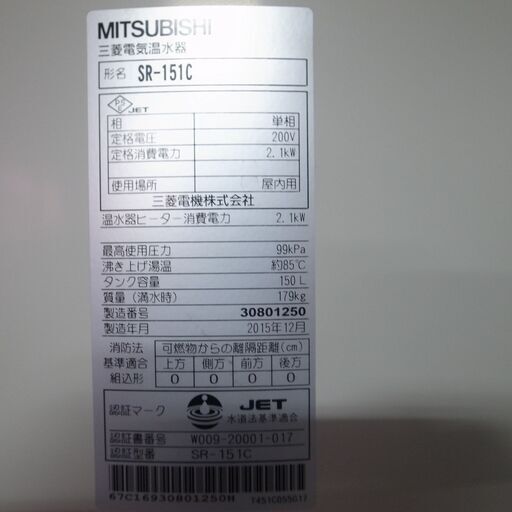 MITSUBISHI
三菱電気温水器
形名 SR-151C
PS E JET
相 単相
定格電圧 200V
定格消費電力 2.1kW
使用場所 屋内用
三菱電機株式会社
温水器ヒーター消費電力 2.1kW
最高使用圧力 99kPa
沸き上げ湯温 約85℃
タンク容量 150L
質量（満水時） 179kg
製造番号 30801250
製造年月 2015年12月
消防法 可燃物からの離隔距離(cm)
基準適合 上方 側方 前方 後方
組込形 0 0 0 0
認証マーク JET
水道法基準適合
認証書番号 W009-20001-017
認証型番 SR-151C
67C16930801250H T451CB55G17